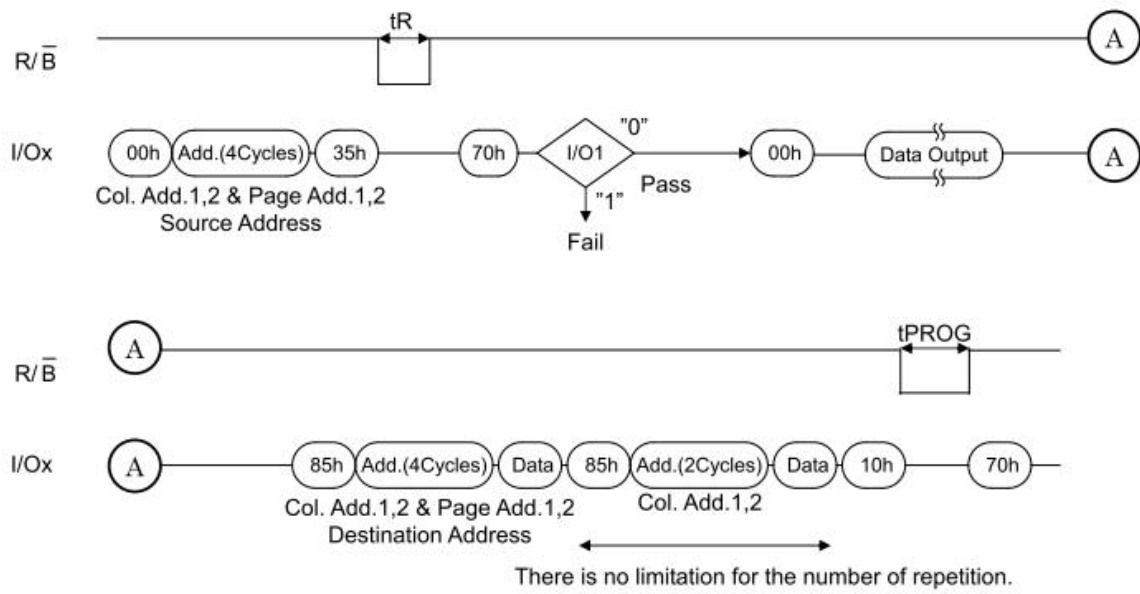 tR
R/B̅ A
I/Ox 00h Add.(4Cycles) 35h 70h I/O1 "0" Pass 00h Data Output A
"1"
Fail
Col. Add.1,2 & Page Add.1,2
Source Address
tPROG
A
R/B̅
I/Ox A 85h Add.(4Cycles) Data 85h Add.(2Cycles) Data 10h 70h
Col. Add.1,2 & Page Add.1,2 Col. Add.1,2
Destination Address
There is no limitation for the number of repetition.